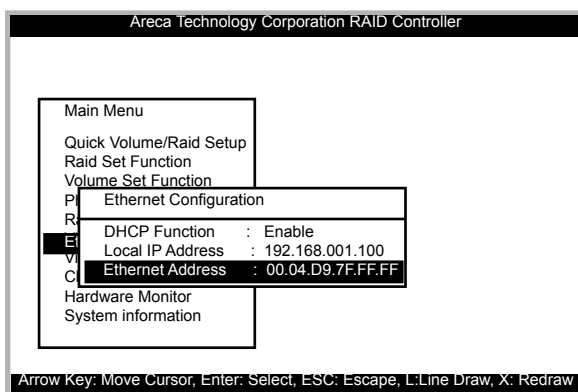 Areca Technology Corporation RAID Controller
Main Menu
Quick Volume/Raid Setup
Raid Set Function
Volume Set Function
Ethernet Configuration
DHCP Function : Enable
Local IP Address : 192.168.001.100
Ethernet Address : 00.04.D9.7F.FF.FF
Hardware Monitor
System information
Arrow Key: Move Cursor, Enter: Select, ESC: Escape, L:Line Draw, X: Redraw